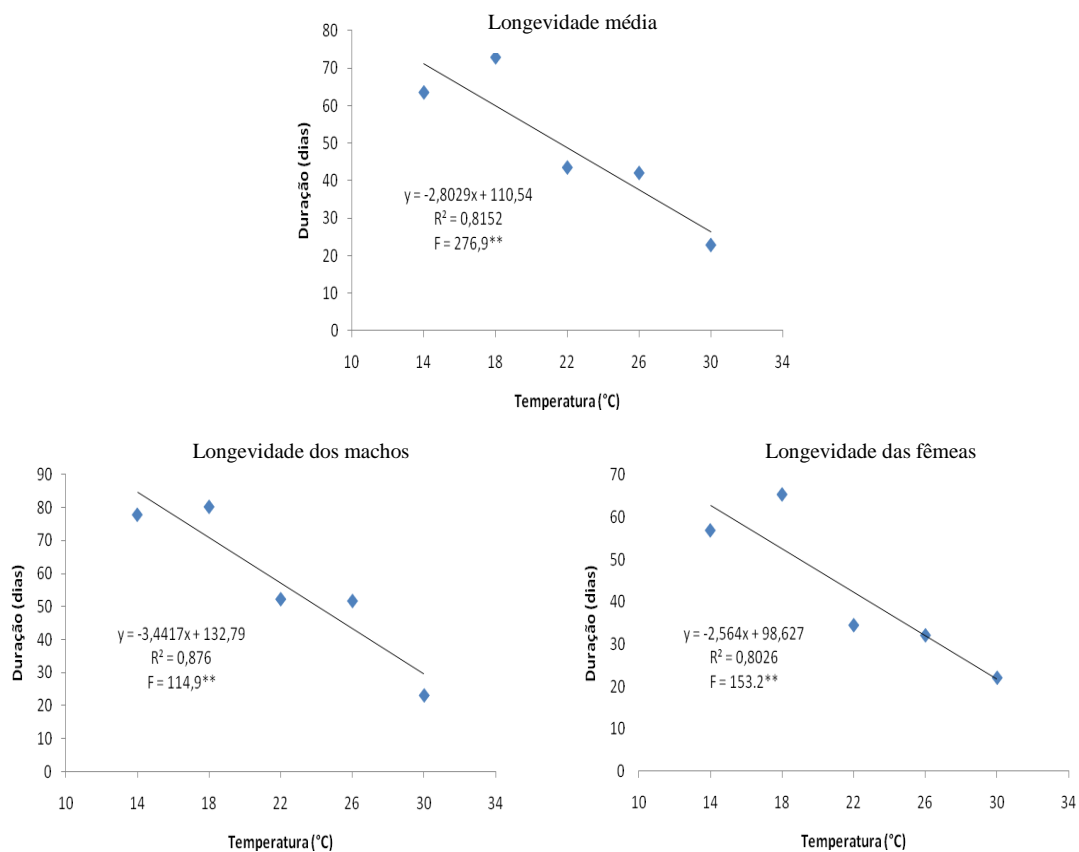 Longevidade média
80
70
60
50
40
30
20
10
0
Duração (dias)
y = -2,8029x + 110,54
R² = 0,8152
F = 276,9**
10 14 18 22 26 30 34
Temperatura (°C)
Longevidade dos machos
90
80
70
60
50
40
30
20
10
0
Duração (dias)
y = -3,4417x + 132,79
R² = 0,876
F = 114,9**
10 14 18 22 26 30 34
Temperatura (°C)
Longevidade das fêmeas
70
60
50
40
30
20
10
0
Duração (dias)
y = -2,564x + 98,627
R² = 0,8026
F = 153.2**
10 14 18 22 26 30 34
Temperatura (°C)